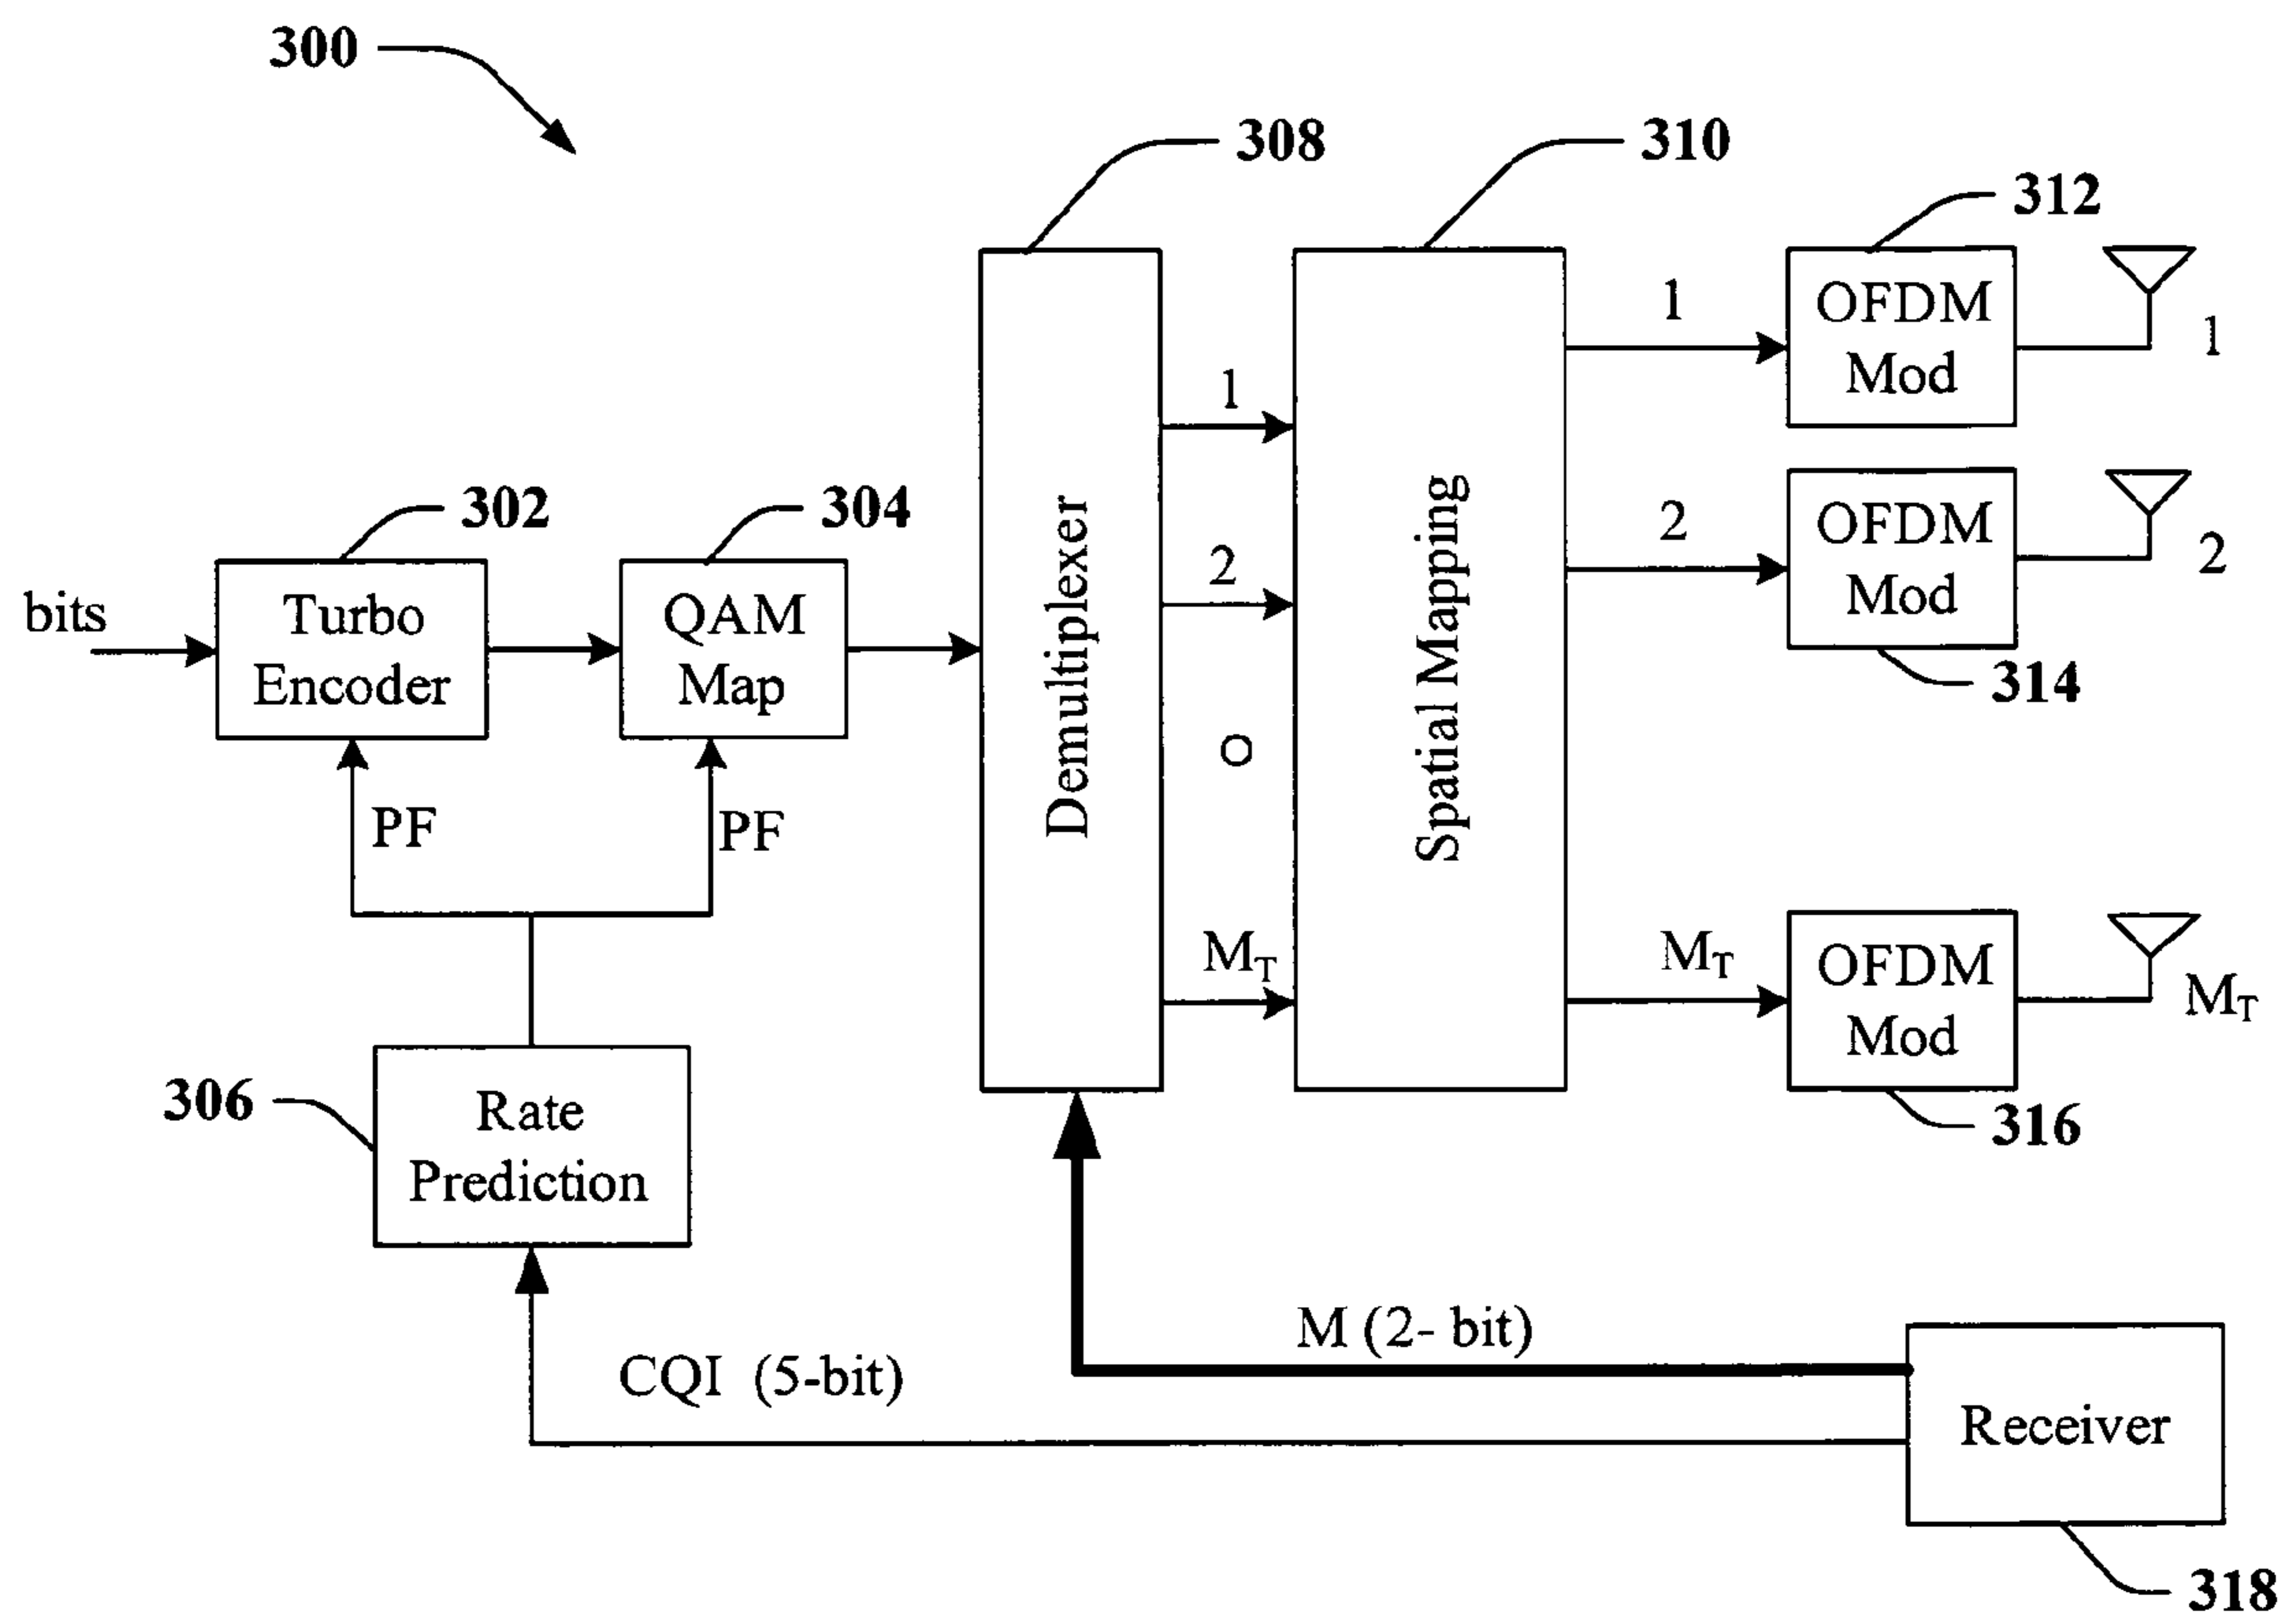 300
308
310
312
1
OFDM
Mod
1
1
302
304
2
OFDM
Mod
2
314
bits
Turbo
Encoder
QAM
Map
Demultiplexer
2
Spatial Mapping
PF
PF
M_T
M_T
OFDM
Mod
M_T
316
306
Rate
Prediction
M (2- bit)
CQI (5-bit)
Receiver
318